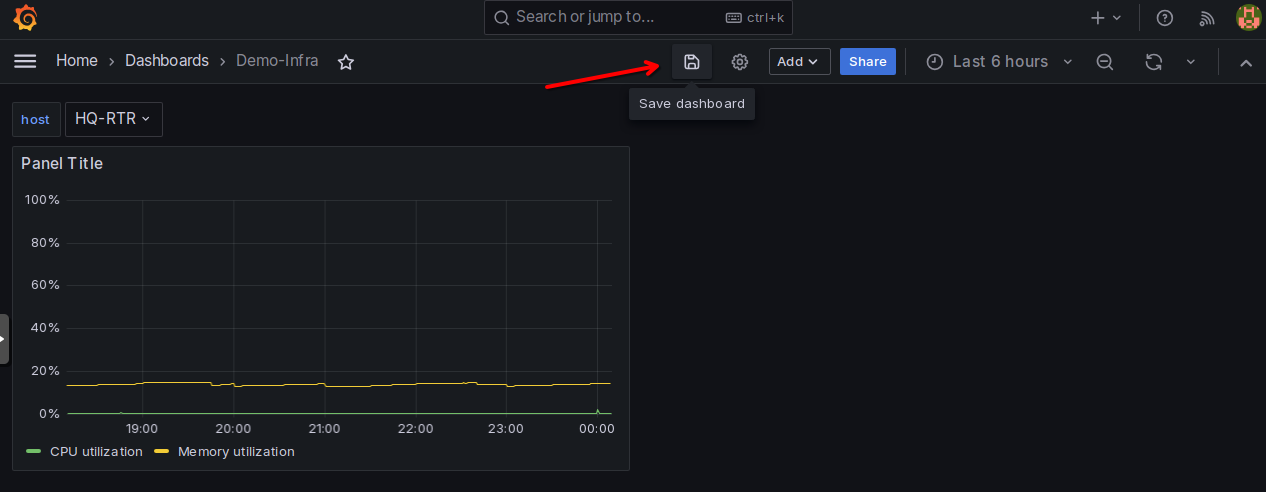 Search or jump to... ctrl+k
Home › Dashboards › Demo-Infra Add Share Last 6 hours
Save dashboard
host HQ-RTR
Panel Title
100%
80%
60%
40%
20%
0%
19:00 20:00 21:00 22:00 23:00 00:00
CPU utilization Memory utilization